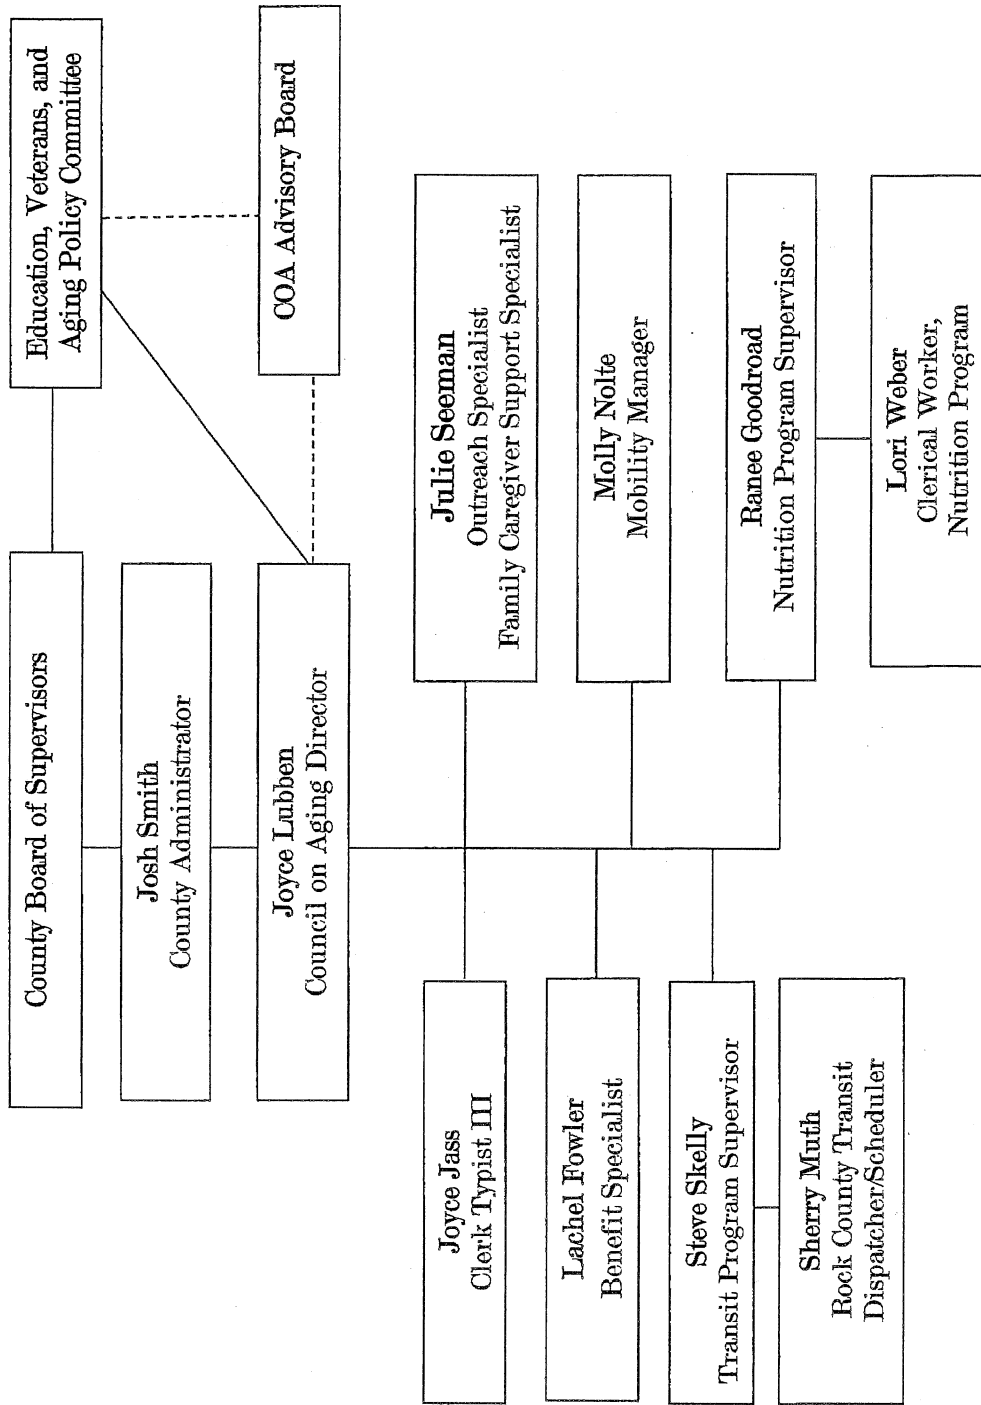 County Board of Supervisors
Education, Veterans, and
Aging Policy Committee
Josh Smith
County Administrator
Joyce Lubben
Council on Aging Director
COA Advisory Board
Joyce Jass
Clerk Typist III
Julie Seeman
Outreach Specialist
Family Caregiver Support Specialist
Lachel Fowler
Benefit Specialist
Molly Nolte
Mobility Manager
Steve Skelly
Transit Program Supervisor
Ranee Goodroad
Nutrition Program Supervisor
Sherry Muth
Rock County Transit
Dispatcher/Scheduler
Lori Weber
Clerical Worker,
Nutrition Program